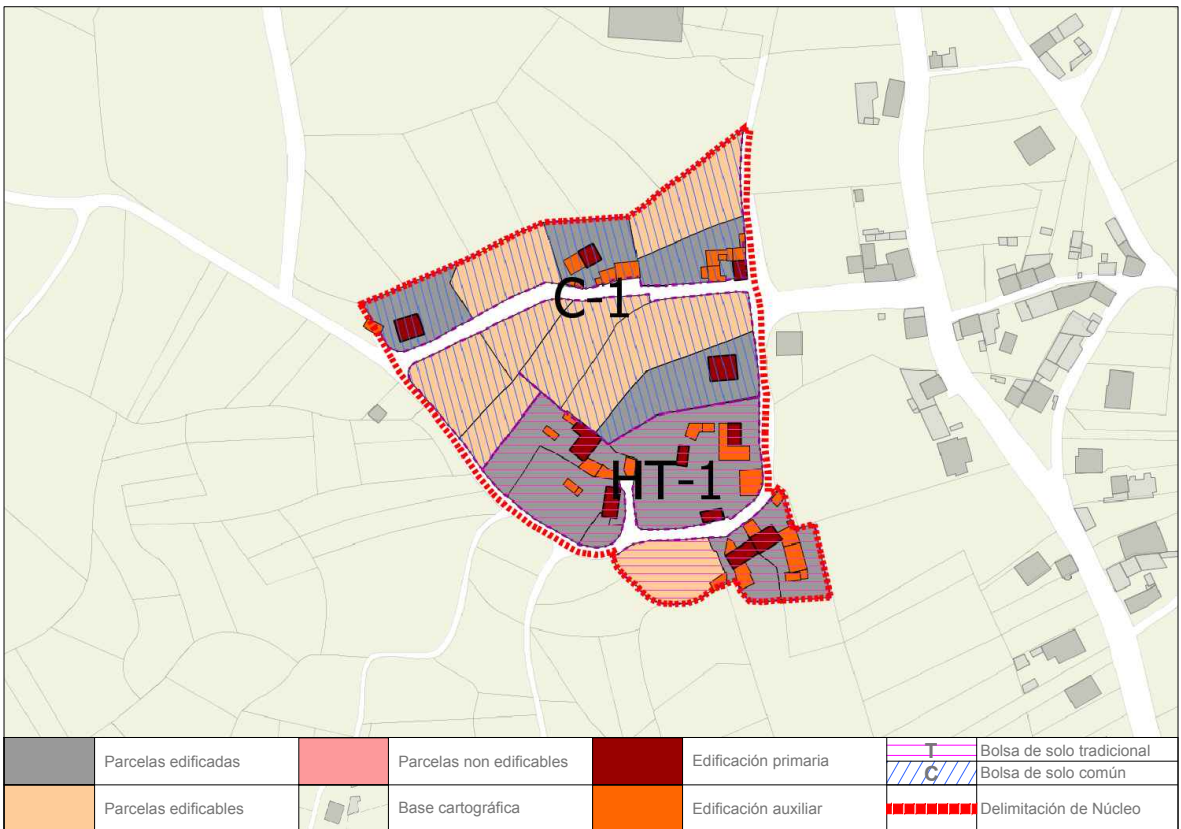 C-1
HT-1
Parcelas edificadas
Parcelas non edificables
Edificación primaria
T
Bolsa de solo tradicional
C
Bolsa de solo común
Parcelas edificables
Base cartográfica
Edificación auxiliar
Delimitación de Núcleo